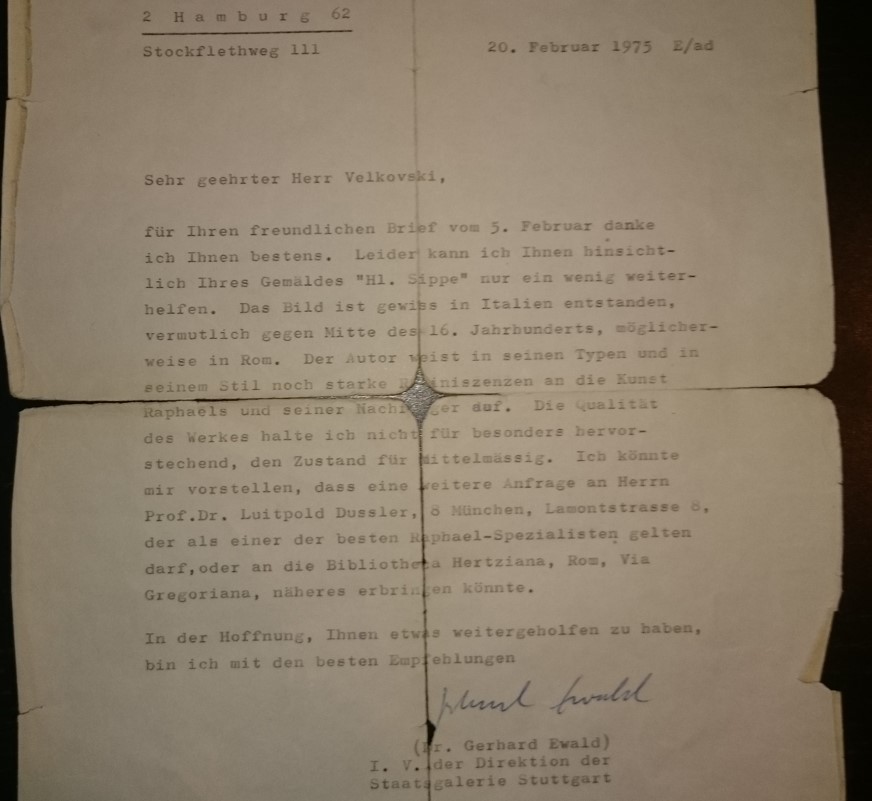 2 Hamburg 62
Stockflethweg 111
20. Februar 1975 E/ad
Sehr geehrter Herr Velkovski,
für Ihren freundlichen Brief vom 5. Februar danke
ich Ihnen bestens. Leider kann ich Ihnen hinsicht-
lich Ihres Gemäldes "Hl. Sippe" nur ein wenig weiter-
helfen. Das Bild ist gewiss in Italien entstanden,
vermutlich gegen Mitte des 16. Jahrhunderts, möglicher-
weise in Rom. Der Autor weist in seinen Typen und in
seinem Stil noch starke Reminiszenzen an die Kunst
Raphaels und seiner Nachfolger auf. Die Qualität
des Werkes halte ich nicht für besonders hervor-
stechend, den Zustand für mittelmässig. Ich könnte
mir vorstellen, dass eine weitere Anfrage an Herrn
Prof.Dr. Luitpold Dussler, 8 München, Lamontstrasse 8,
der als einer der besten Raphael-Spezialisten gelten
darf,oder an die Bibliotheca Hertziana, Rom, Via
Gregoriana, näheres erbringen könnte.
In der Hoffnung, Ihnen etwas weitergeholfen zu haben,
bin ich mit den besten Empfehlungen
Gerhard Ewald
(Dr. Gerhard Ewald)
I. V. der Direktion der
Staatsgalerie Stuttgart